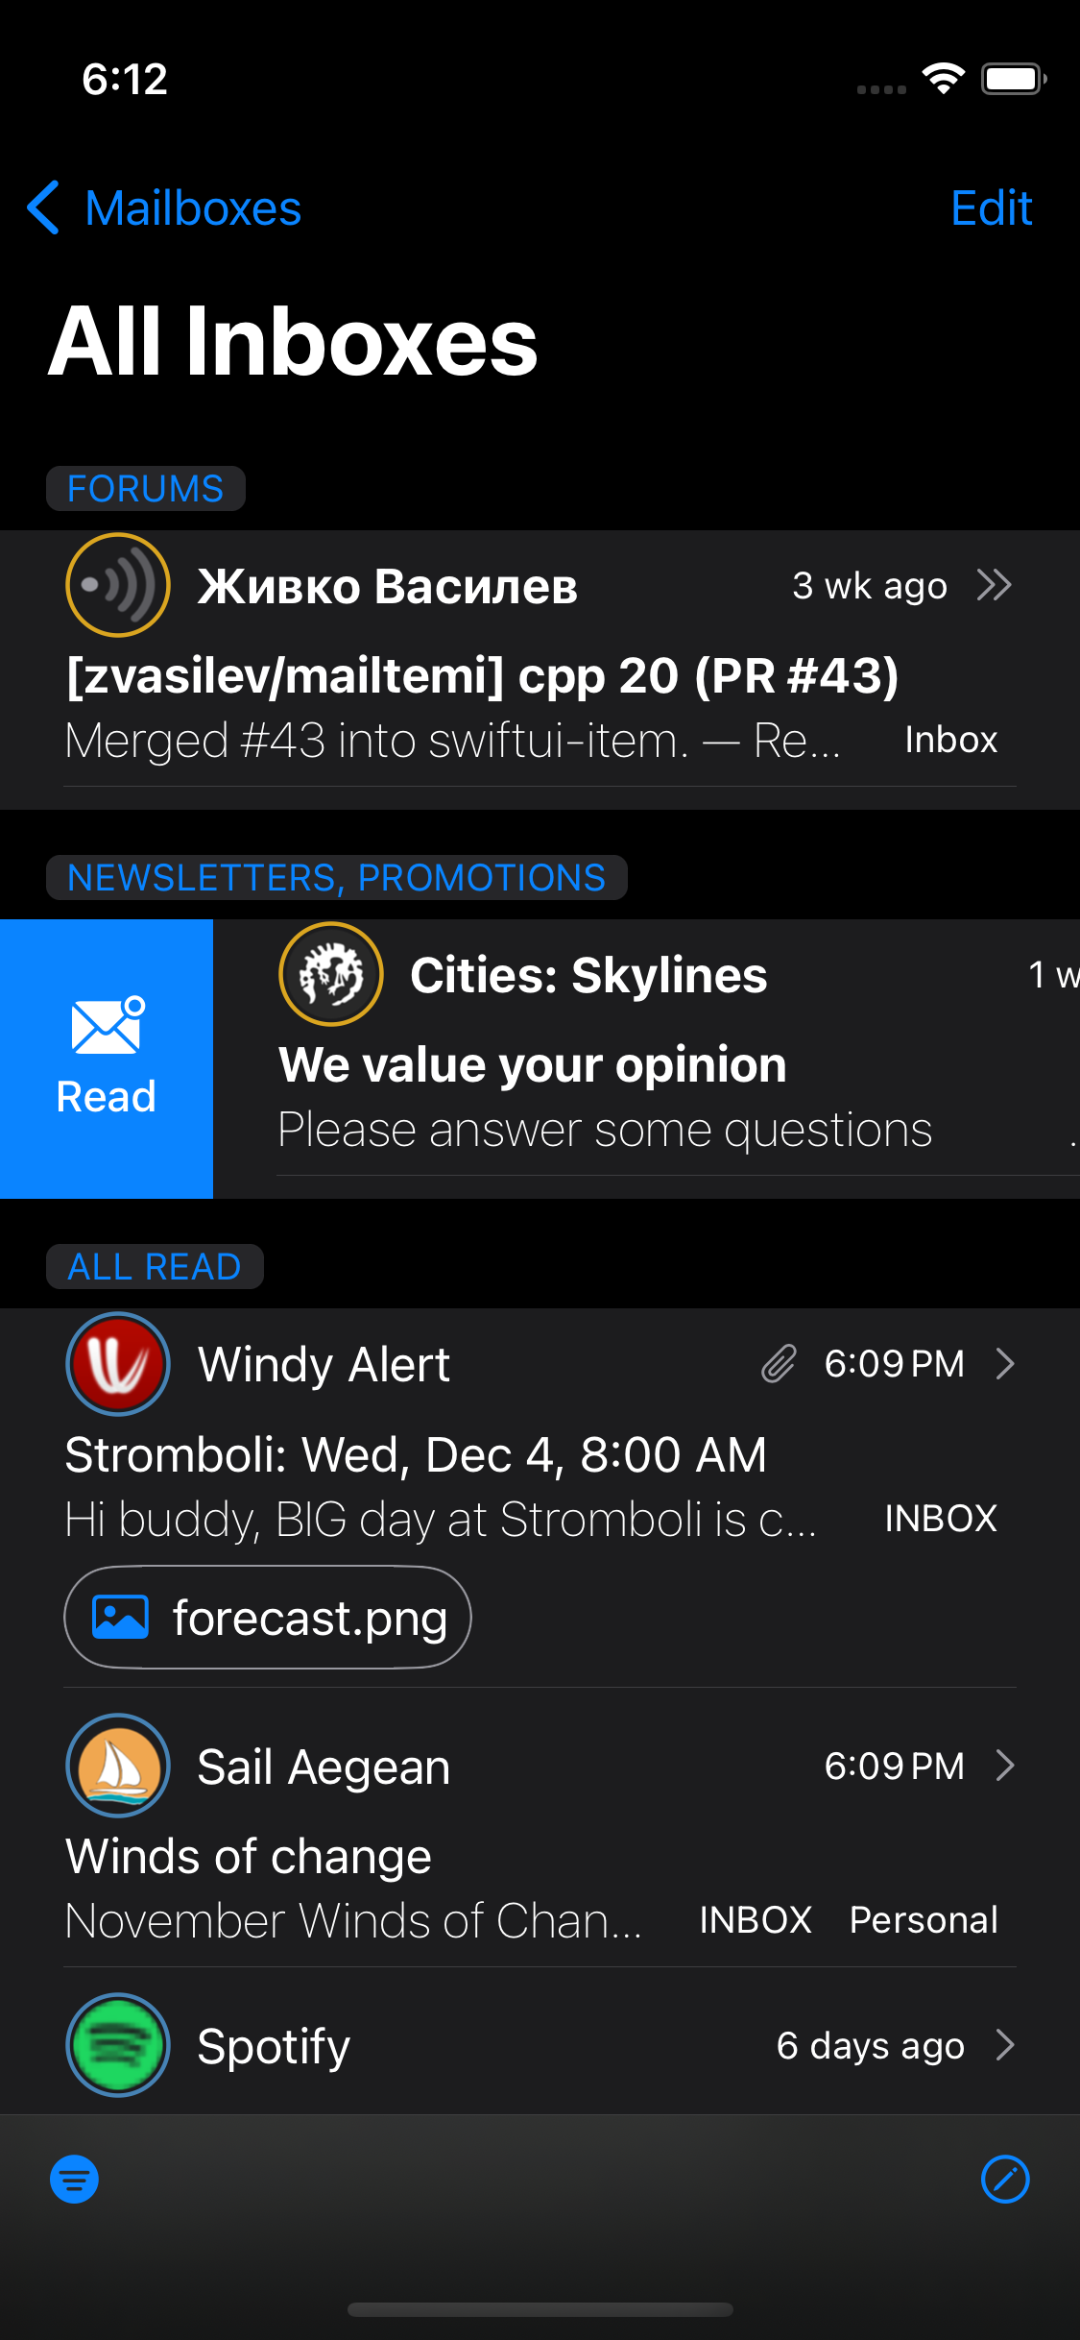 6:12
Mailboxes
Edit
All Inboxes
FORUMS
Живко Василев
3 wk ago
[zvasilev/mailtemi] cpp 20 (PR #43)
Merged #43 into swiftui-item. — Re...
Inbox
NEWSLETTERS, PROMOTIONS
Read
Cities: Skylines
1 w
We value your opinion
Please answer some questions
ALL READ
Windy Alert
6:09 PM
Stromboli: Wed, Dec 4, 8:00 AM
Hi buddy, BIG day at Stromboli is c...
INBOX
forecast.png
Sail Aegean
6:09 PM
Winds of change
November Winds of Chan...
INBOX Personal
Spotify
6 days ago